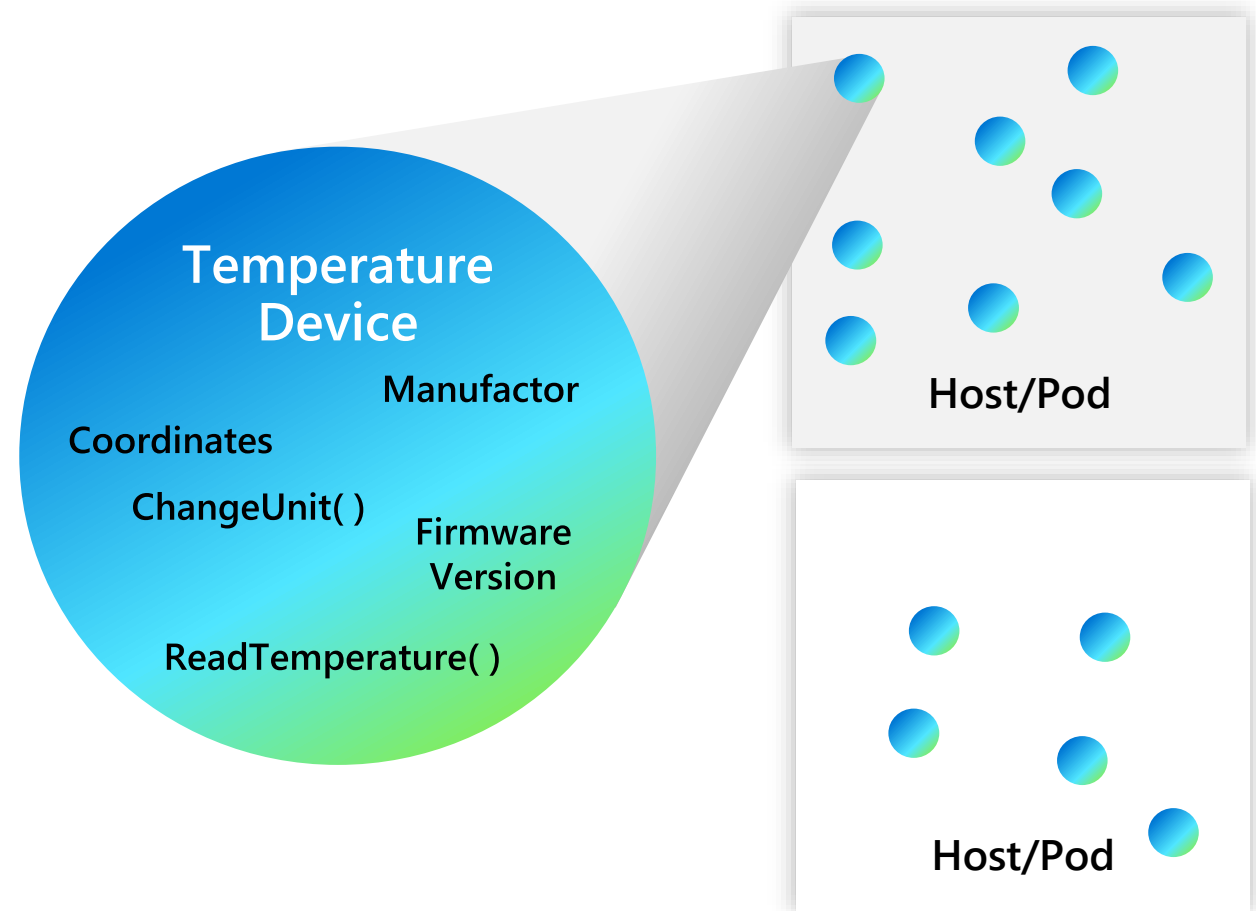 Temperature
Device
Manufactor
Coordinates
ChangeUnit( )
Firmware
Version
ReadTemperature( )
Host/Pod
Host/Pod